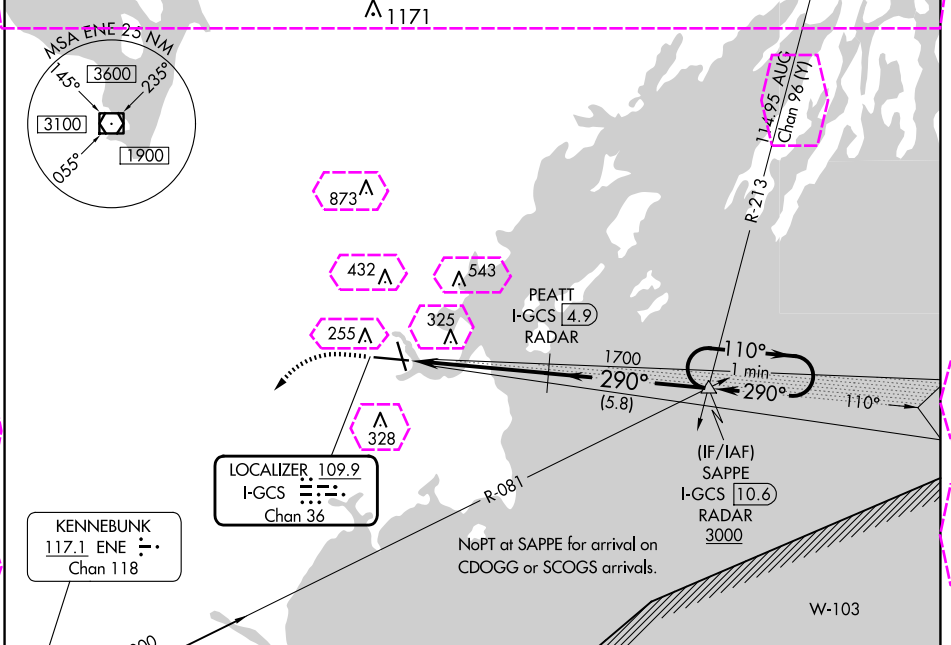 1171
MSA ENE 25 NM
3600
145°
235°
3100
1900
055°
114.95 AUG
Chan 96 (Y)
R-213
873
432
543
255
325
328
PEATT
I-GCS 4.9
RADAR
1700
290°
(5.8)
110°
1 min
290°
110°
(IF/IAF)
SAPPE
I-GCS 10.6
RADAR
3000
LOCALIZER 109.9
I-GCS
Chan 36
R-081
KENNEBUNK
117.1 ENE
Chan 118
NoPT at SAPPE for arrival on
CDOGG or SCOGS arrivals.
W-103